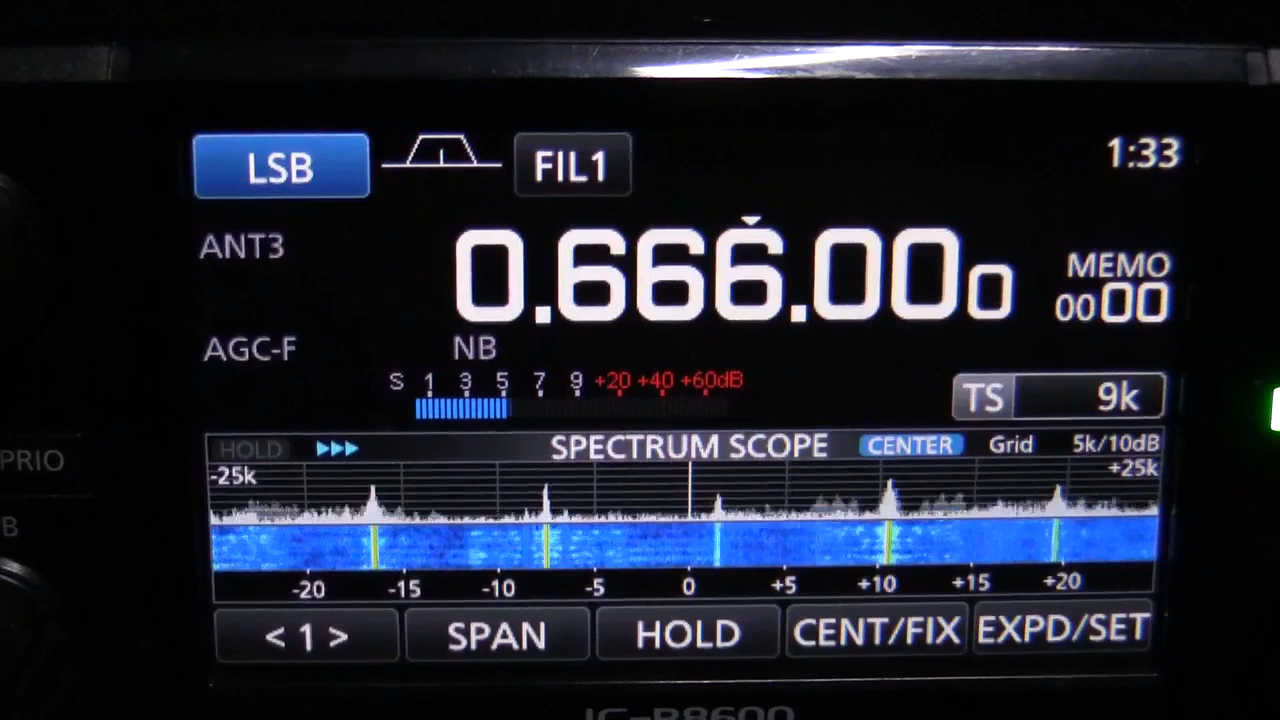 LSB FIL1 1:33
ANT3 0.666.000 MEMO
0000
AGC-F NB
S 1 3 5 7 9 +20 +40 +60dB
TS 9k
PRIO
HOLD SPECTRUM SCOPE CENTER Grid 5k/10dB
-25k +25k
B
-20 -15 -10 -5 0 +5 +10 +15 +20
< 1 > SPAN HOLD CENT/FIX EXPD/SET
IC-R8600